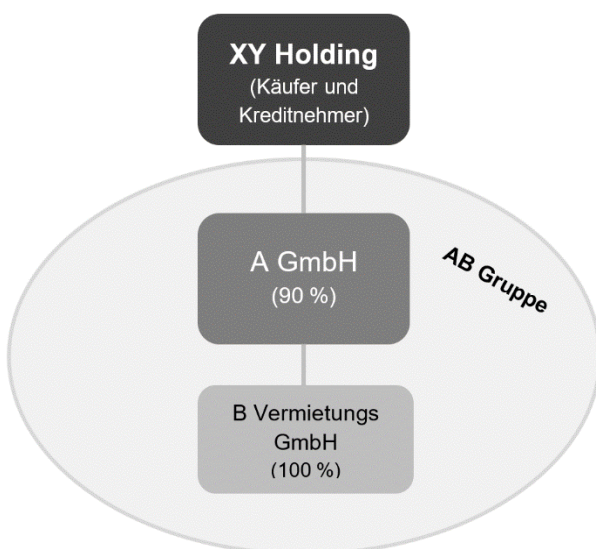 XY Holding
(Käufer und
Kreditnehmer)
A GmbH
(90 %)
AB Gruppe
B Vermietungs
GmbH
(100 %)